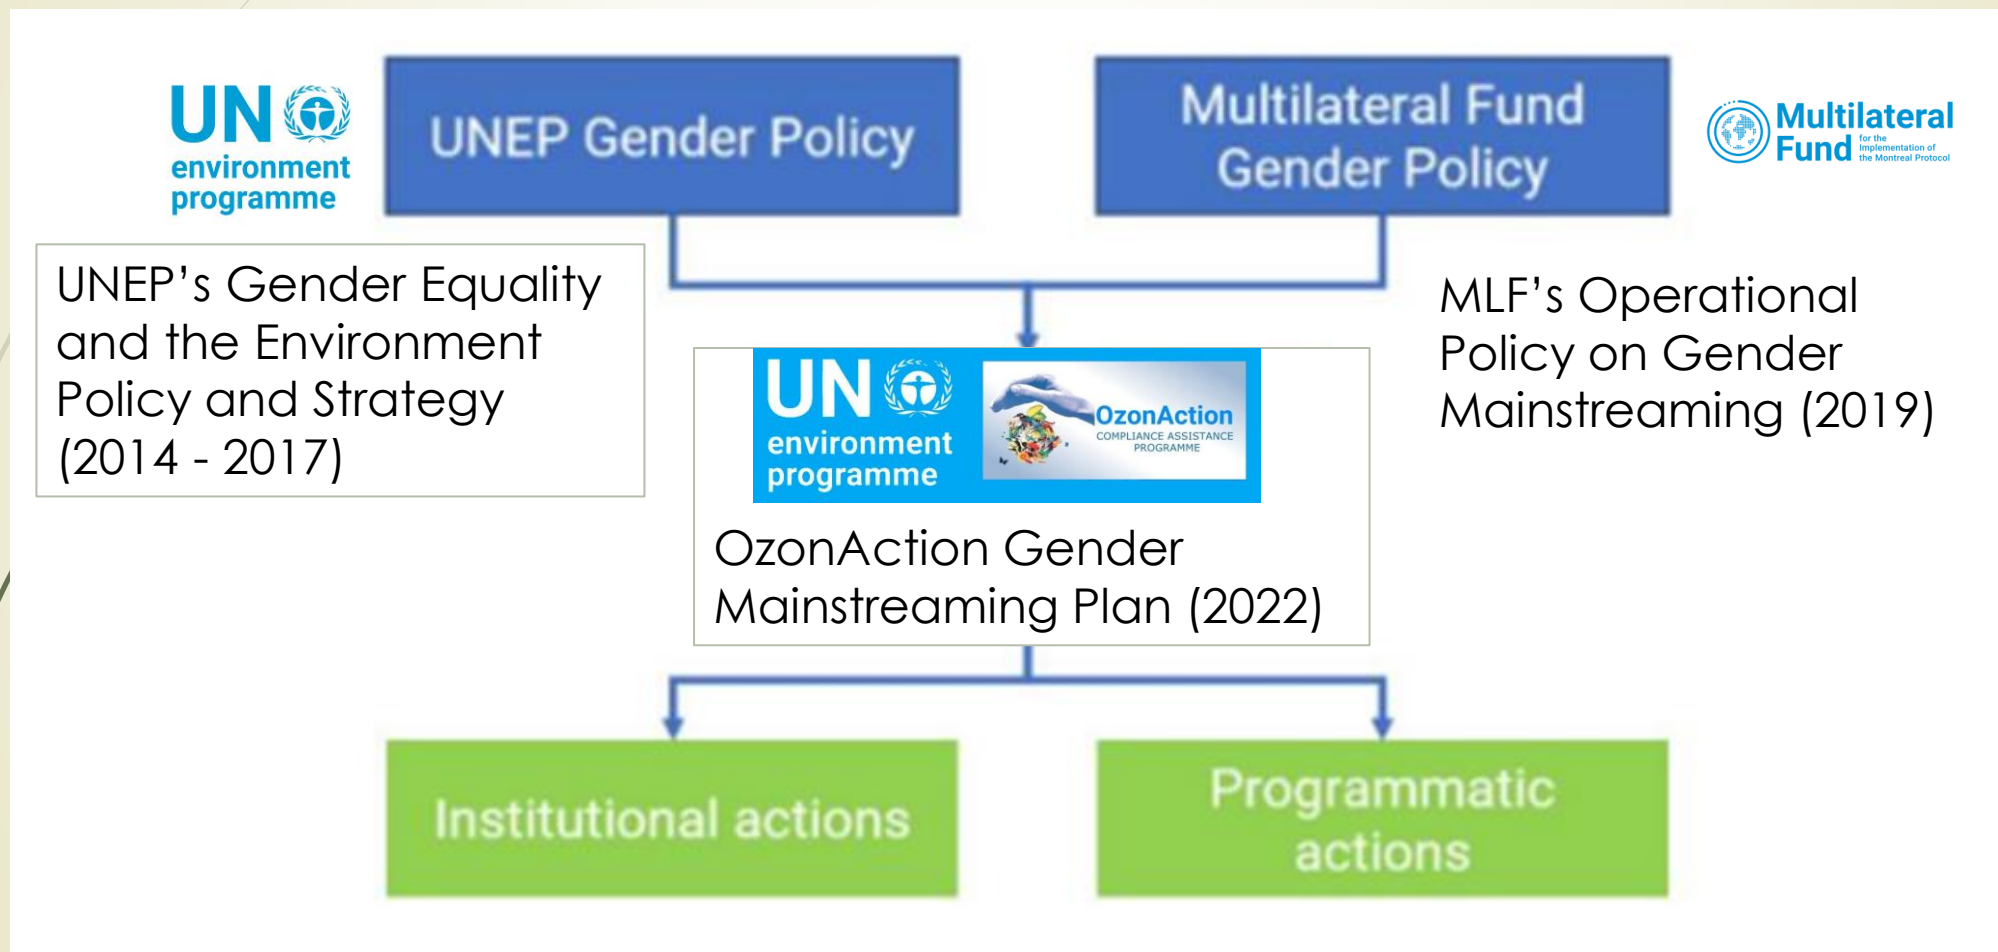 UN
environment
programme
UNEP Gender Policy
Multilateral Fund
Gender Policy
Multilateral
Fund
for the
Implementation of
the Montreal Protocol
UNEP’s Gender Equality
and the Environment
Policy and Strategy
(2014 - 2017)
MLF’s Operational
Policy on Gender
Mainstreaming (2019)
UN
environment
programme
OzonAction
COMPLIANCE ASSISTANCE
PROGRAMME
OzonAction Gender
Mainstreaming Plan (2022)
Institutional actions
Programmatic
actions